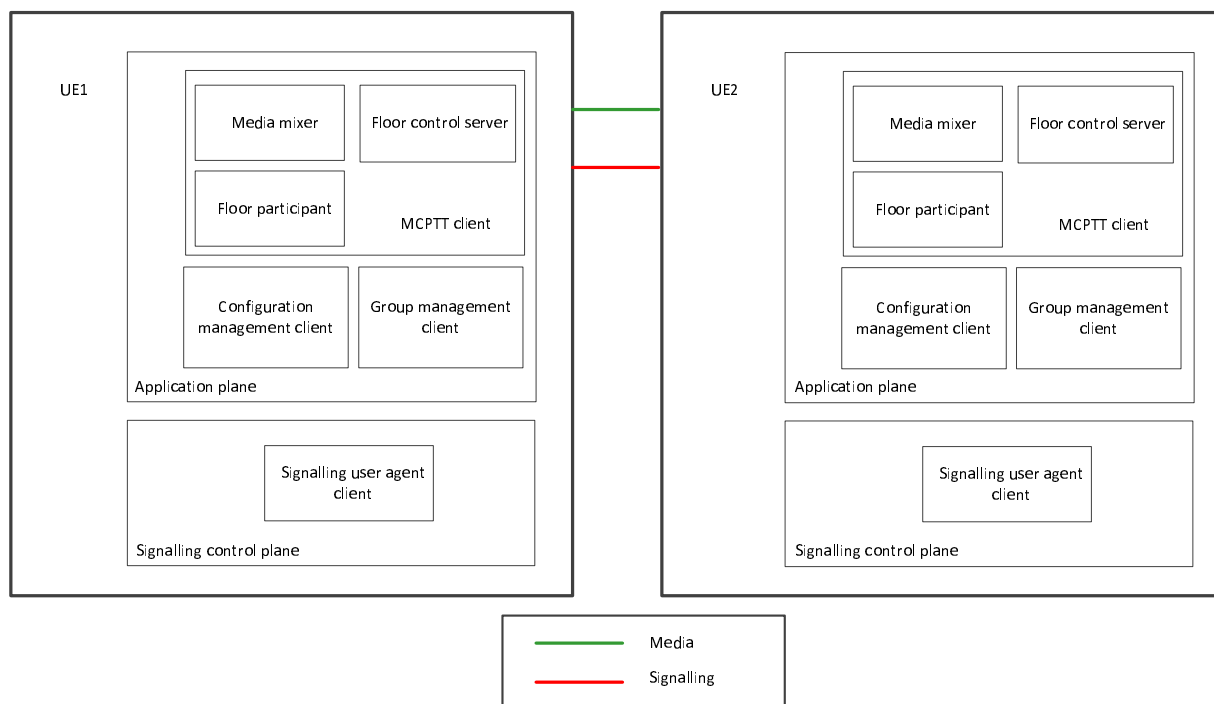 UE1
Media mixer
Floor control server
Floor participant
MCPTT client
Configuration
management client
Group management
client
Application plane
Signalling user agent
client
Signalling control plane
UE2
Media mixer
Floor control server
Floor participant
MCPTT client
Configuration
management client
Group management
client
Application plane
Signalling user agent
client
Signalling control plane
Media
Signalling